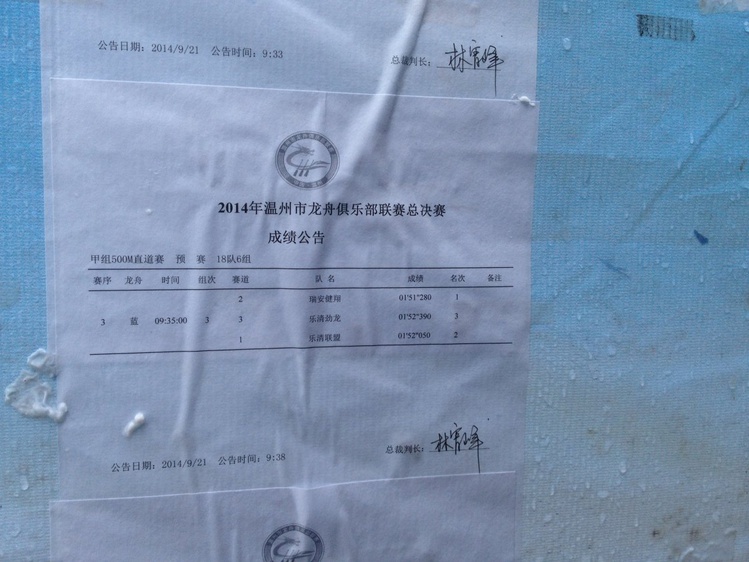 公告日期：2014/9/21 公告时间：9:33
总裁判长：
2014年温州市龙舟俱乐部联赛总决赛
成绩公告
甲组500M直道赛 预 赛 18队6组
赛序 龙舟 时间 组次 赛道 队 名 成绩 名次 备注
2 瑞安健翔 01'51"280 1
3 蓝 09:35:00 3 3 乐清劲龙 01'52"390 3
1 乐清联盟 01'52"050 2
总裁判长：
公告日期：2014/9/21 公告时间：9:38